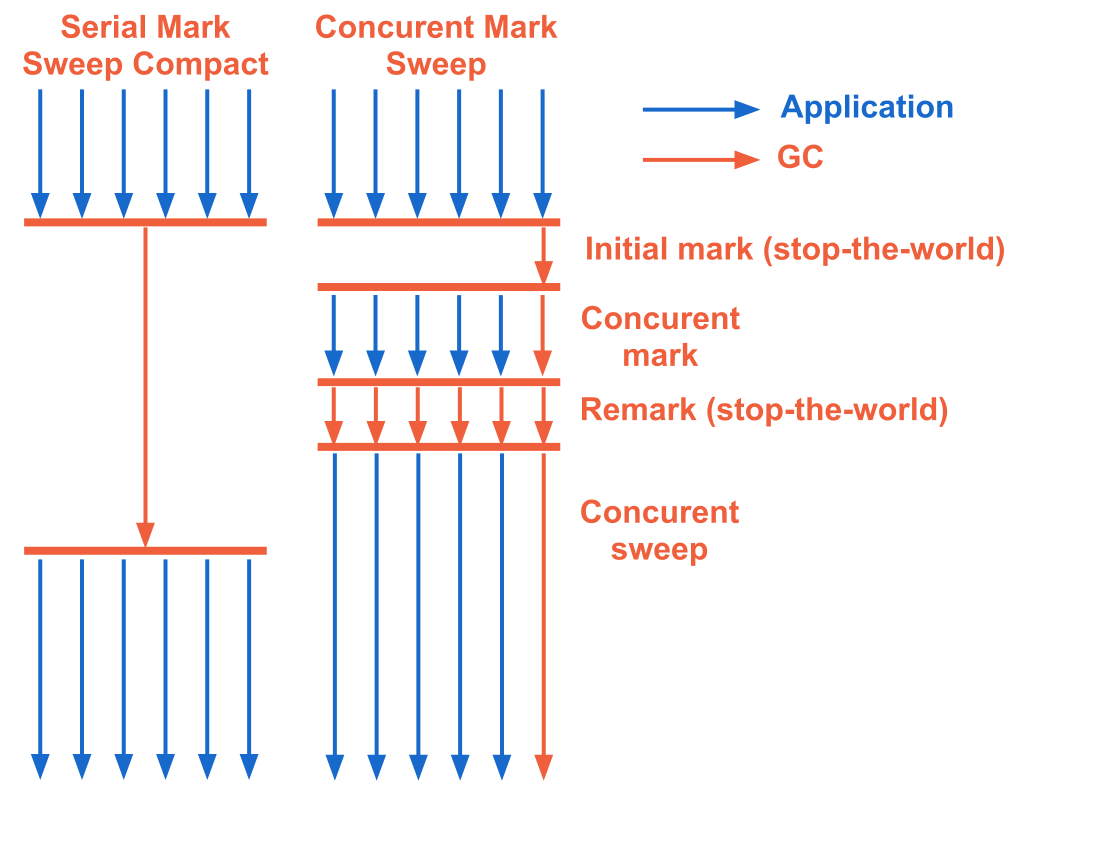 Serial Mark
Sweep Compact
Concurent Mark
Sweep
Application
GC
Initial mark (stop-the-world)
Concurent
mark
Remark (stop-the-world)
Concurent
sweep